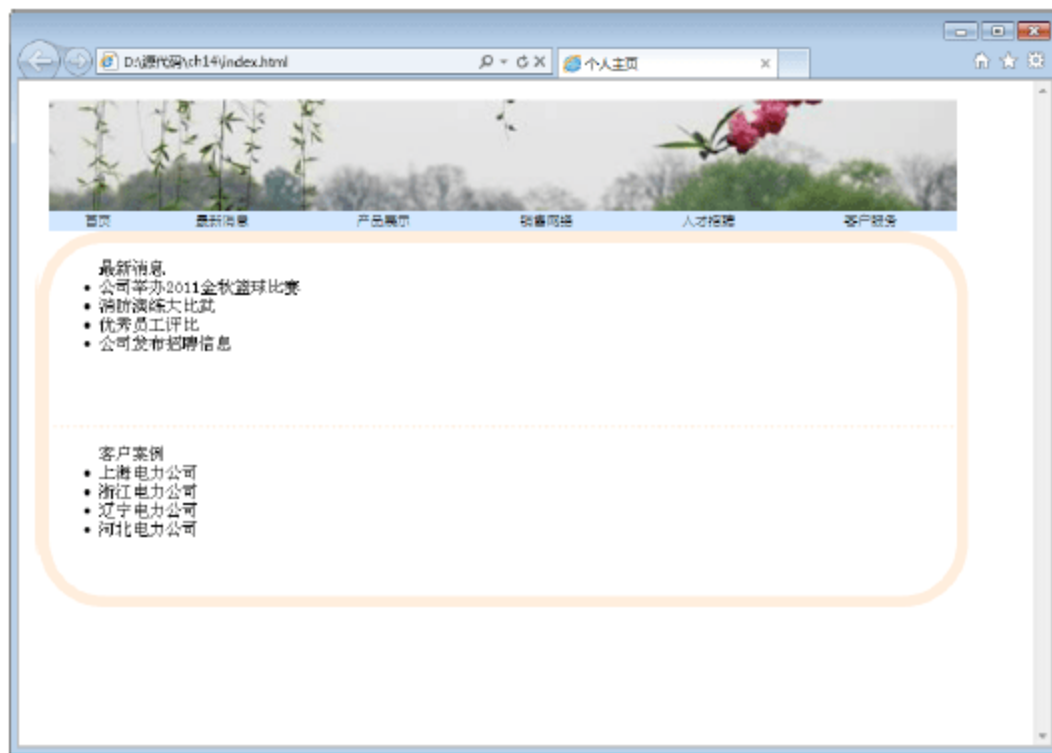 D:\源代码\ch14\index.html
个人主页
首页 最新消息 产品展示 销售网络 人才招聘 客户服务
最新消息
• 公司举办2011金秋篮球比赛
• 消防演练大比武
• 优秀员工评比
• 公司发布招聘信息
客户案例
• 上海电力公司
• 浙江电力公司
• 辽宁电力公司
• 河北电力公司